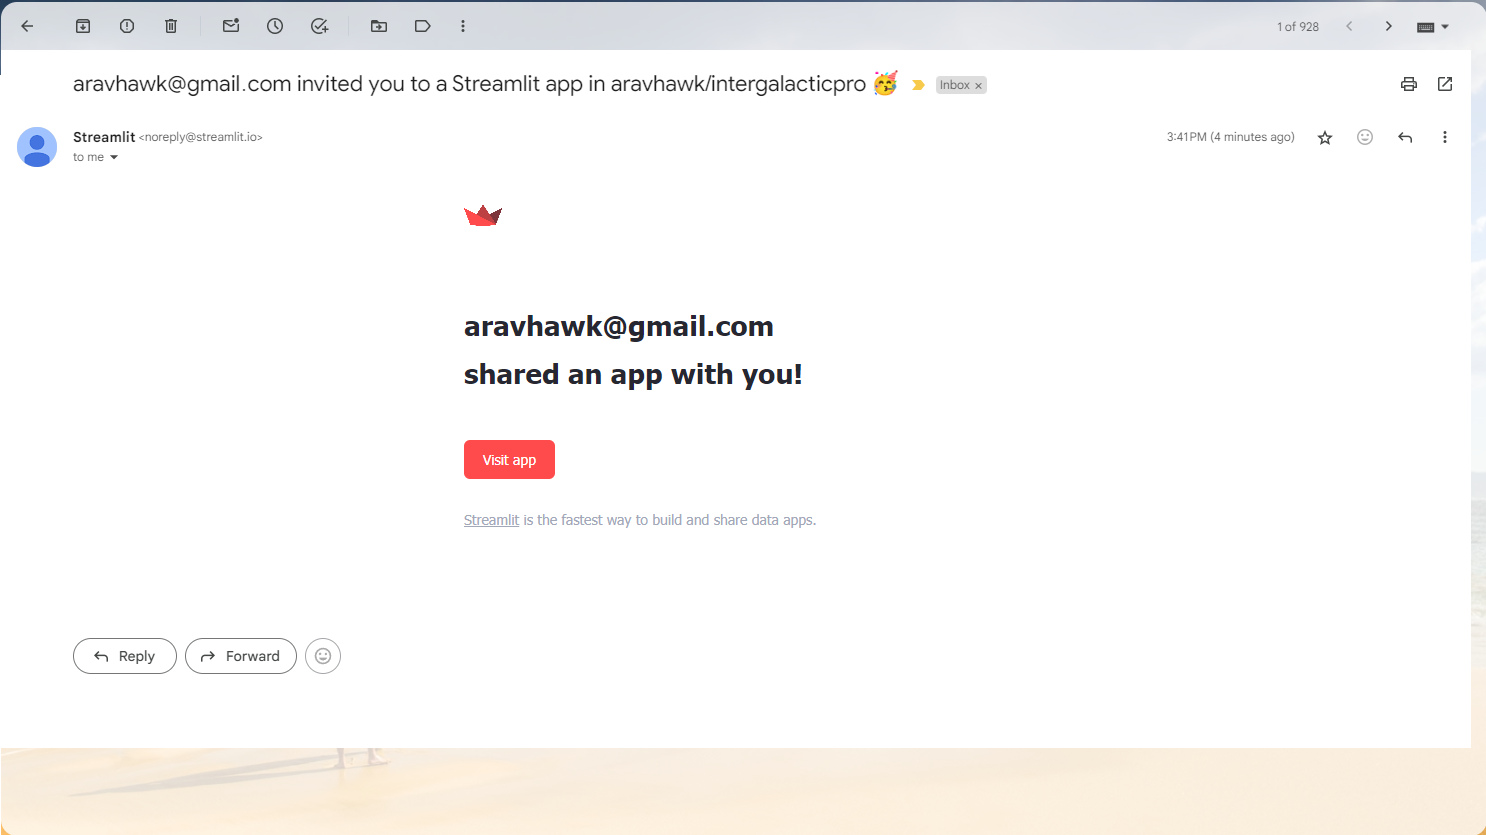 1 of 928
aravhawk@gmail.com invited you to a Streamlit app in aravhawk/intergalacticpro 🥳
Inbox ×
Streamlit <noreply@streamlit.io>
3:41 PM (4 minutes ago)
to me
aravhawk@gmail.com
shared an app with you!
Visit app
Streamlit is the fastest way to build and share data apps.
Reply
Forward